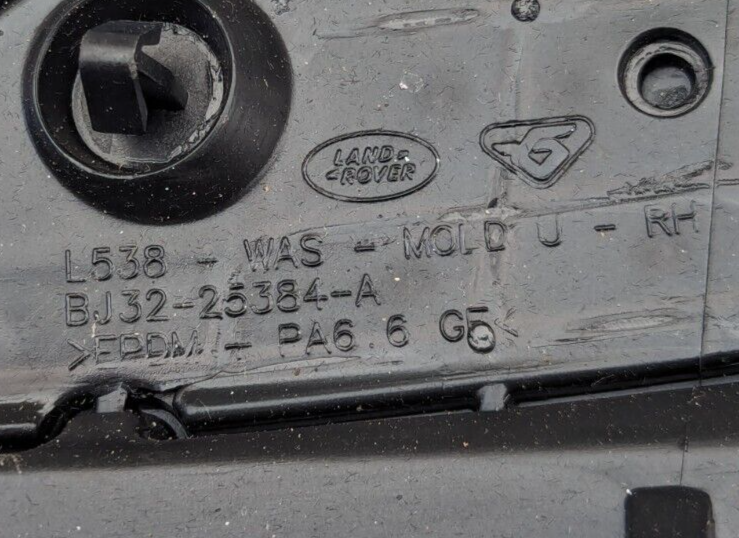 LAND
ROVER
L538 - WAS - MOLD U - RH
BJ32-25384-A
>EPDM - PA6.6 G5